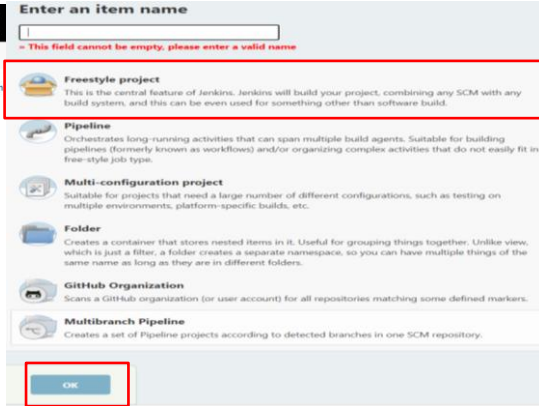 Enter an item name
» This field cannot be empty, please enter a valid name
Freestyle project
This is the central feature of Jenkins. Jenkins will build your project, combining any SCM with any
build system, and this can be even used for something other than software build.
Pipeline
Orchestrates long-running activities that can span multiple build agents. Suitable for building
pipelines (formerly known as workflows) and/or organizing complex activities that do not easily fit in
free-style job type.
Multi-configuration project
Suitable for projects that need a large number of different configurations, such as testing on
multiple environments, platform-specific builds, etc.
Folder
Creates a container that stores nested items in it. Useful for grouping things together. Unlike view,
which is just a filter, a folder creates a separate namespace, so you can have multiple things of the
same name as long as they are in different folders.
GitHub Organization
Scans a GitHub organization (or user account) for all repositories matching some defined markers.
Multibranch Pipeline
Creates a set of Pipeline projects according to detected branches in one SCM repository.
OK